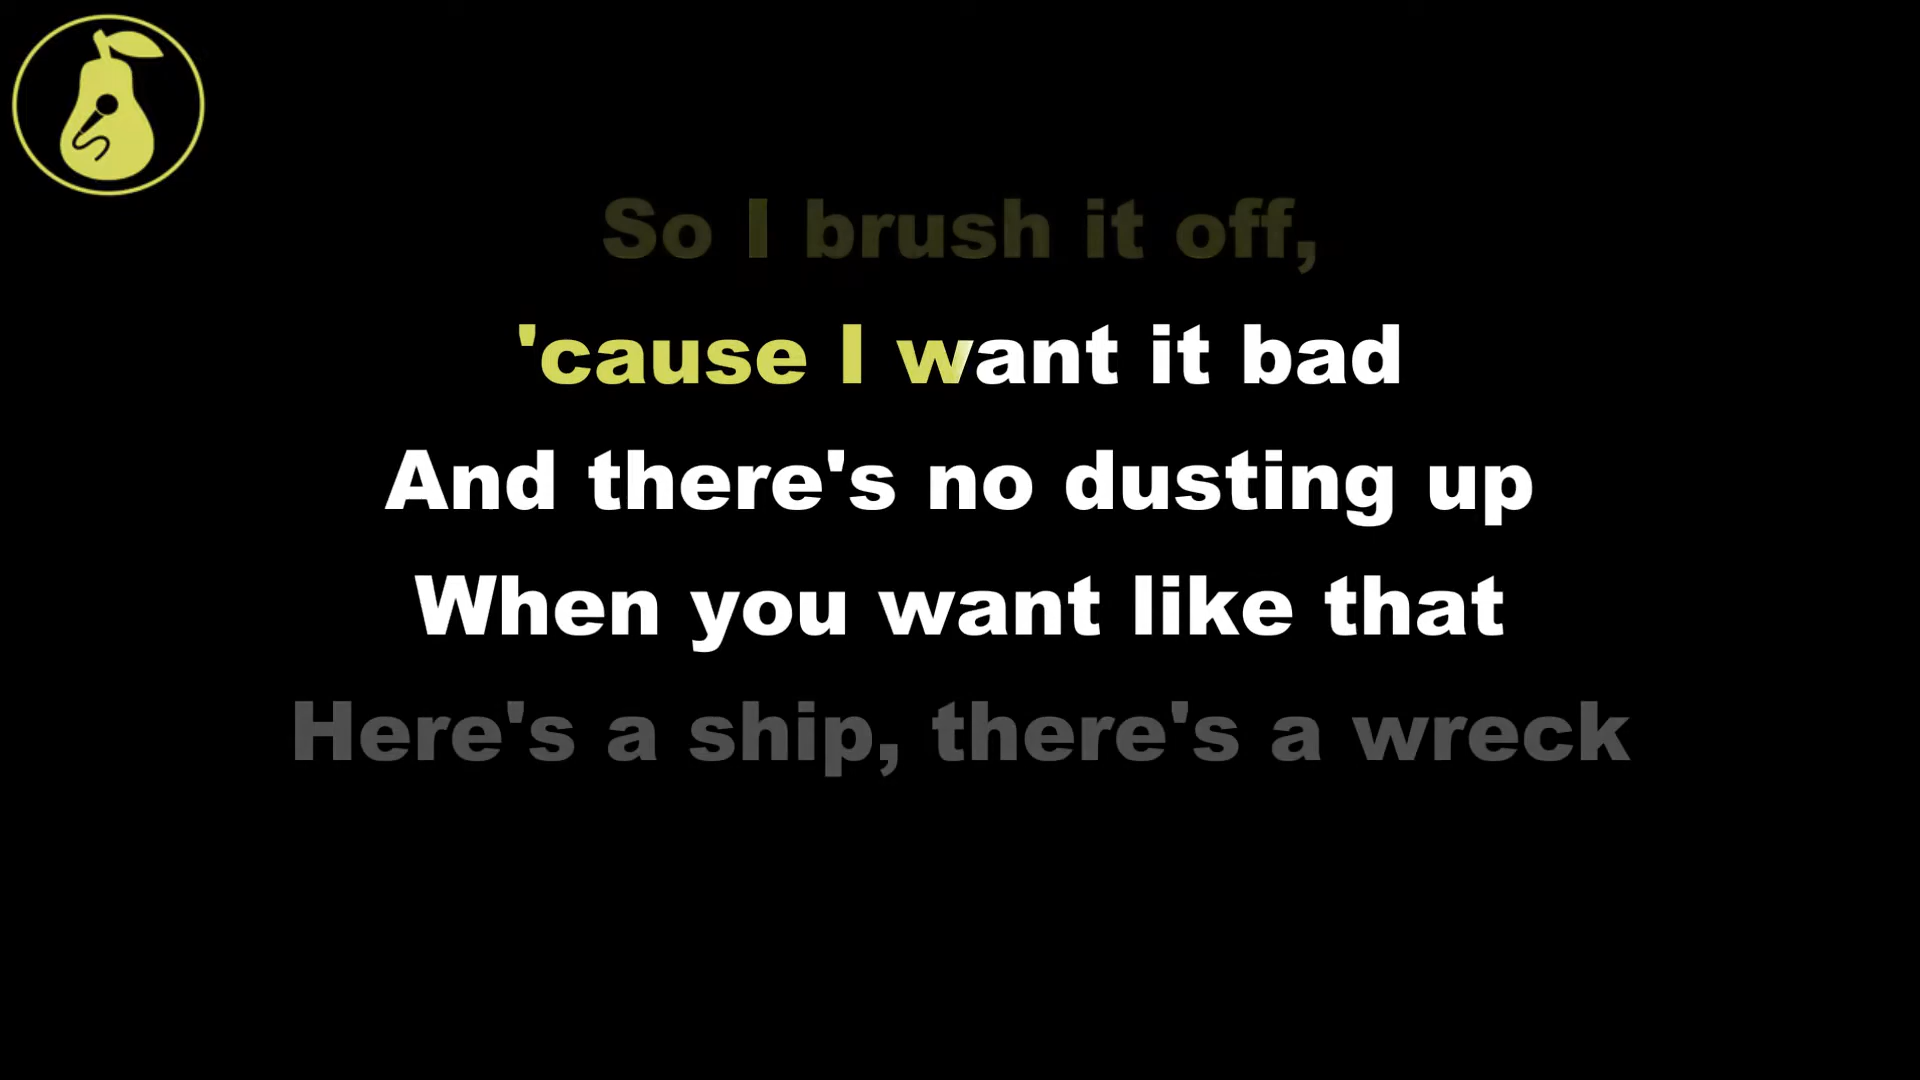 So I brush it off,
'cause I want it bad
And there's no dusting up
When you want like that
Here's a ship, there's a wreck